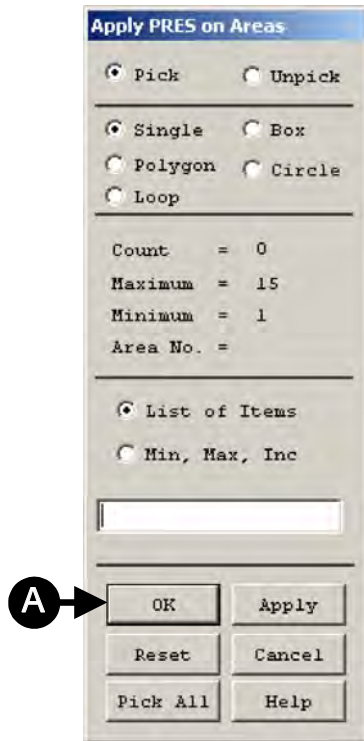 Apply PRES on Areas
Pick Unpick
Single Box
Polygon Circle
Loop
Count = 0
Maximum = 15
Minimum = 1
Area No. =
List of Items
Min, Max, Inc
A OK Apply
Reset Cancel
Pick All Help